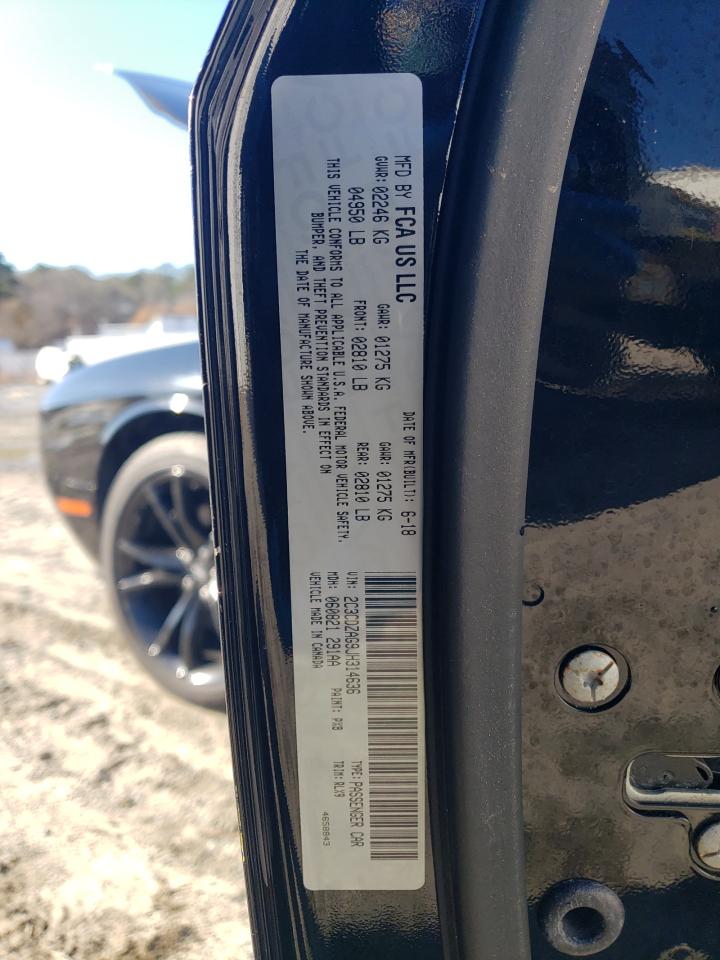 MFD BY FCA US LLC
DATE OF MFR(BUILT): 6-18
GVWR: 02246 KG
GAWR: 01275 KG
GAWR: 01275 KG
04950 LB
FRONT: 02810 LB
REAR: 02810 LB
THIS VEHICLE CONFORMS TO ALL APPLICABLE U.S.A. FEDERAL MOTOR VEHICLE SAFETY,
BUMPER, AND THEFT PREVENTION STANDARDS IN EFFECT ON
THE DATE OF MANUFACTURE SHOWN ABOVE.
VIN: 2C3CDZAG9JH314636
TYPE: PASSENGER CAR
MDH: 060821 291AA
PAINT: PX8
TRIM: RLX9
VEHICLE MADE IN CANADA
4658843